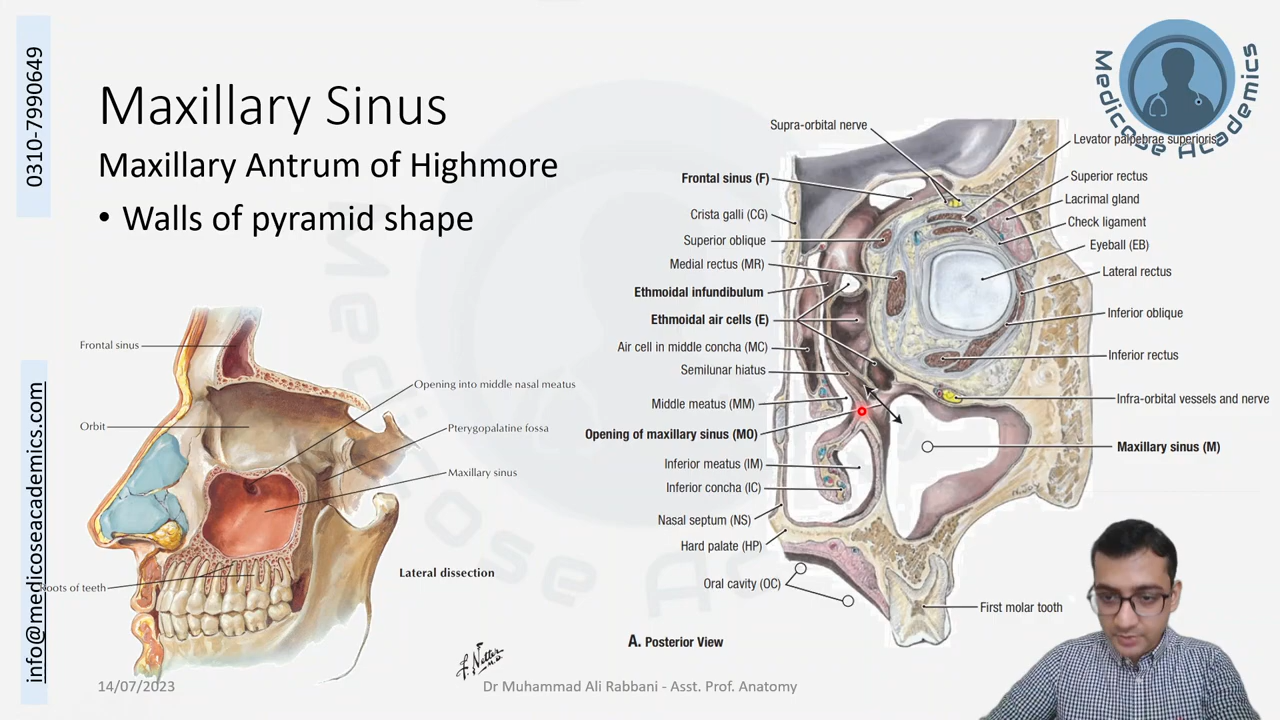 0310-7990649
info@medicoseacademics.com
Maxillary Sinus
Maxillary Antrum of Highmore
• Walls of pyramid shape
Medicose Academics
Frontal sinus
Orbit
Roots of teeth
Opening into middle nasal meatus
Pterygopalatine fossa
Maxillary sinus
Lateral dissection
F. Netter M.D.
Supra-orbital nerve
Frontal sinus (F)
Crista galli (CG)
Superior oblique
Medial rectus (MR)
Ethmoidal infundibulum
Ethmoidal air cells (E)
Air cell in middle concha (MC)
Semilunar hiatus
Middle meatus (MM)
Opening of maxillary sinus (MO)
Inferior meatus (IM)
Inferior concha (IC)
Nasal septum (NS)
Hard palate (HP)
Oral cavity (OC)
Levator palpebrae superioris
Superior rectus
Lacrimal gland
Check ligament
Eyeball (EB)
Lateral rectus
Inferior oblique
Inferior rectus
Infra-orbital vessels and nerve
Maxillary sinus (M)
First molar tooth
A. Posterior View
14/07/2023
Dr Muhammad Ali Rabbani - Asst. Prof. Anatomy